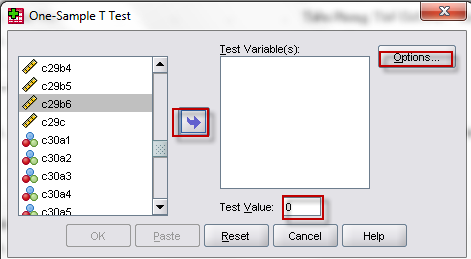 One-Sample T Test
Test Variable(s):
Options...
c29b4
c29b5
c29b6
c29c
c30a1
c30a2
c30a3
c30a4
c30a5
Test Value: 0
OK
Paste
Reset
Cancel
Help